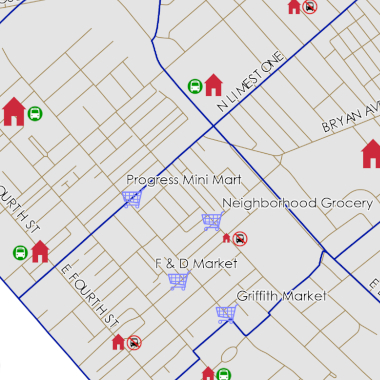 N LIMESTONE
BRYAN AV
Progress Mini Mart
Neighborhood Grocery
OURTH ST
F & D Market
E FOURTH ST
Griffith Market